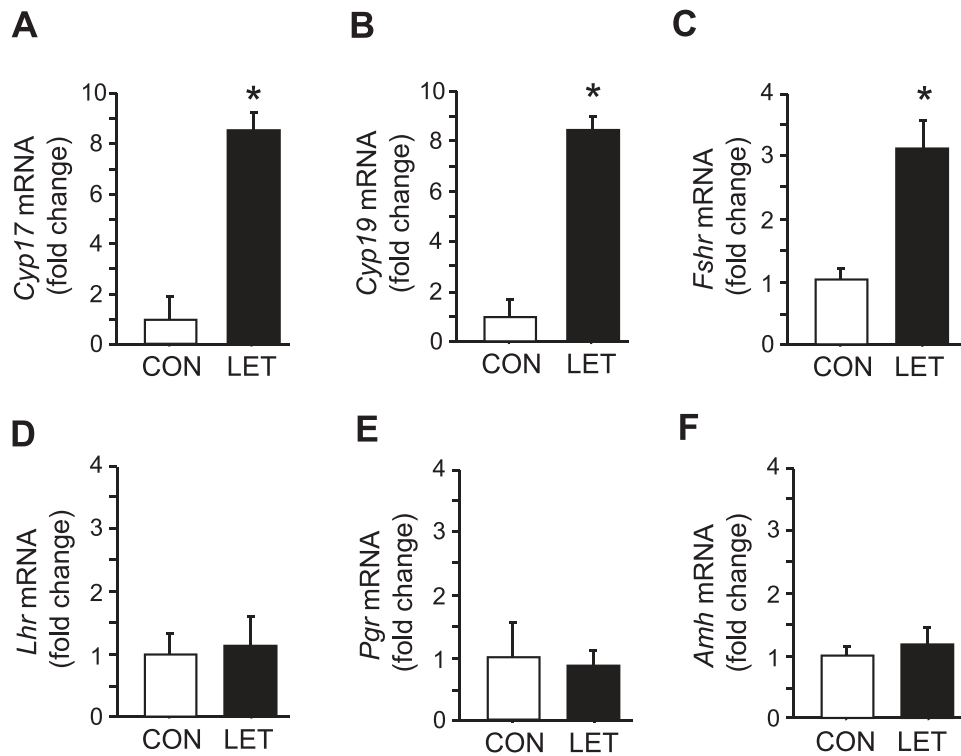 A
Cyp17 mRNA
(fold change)
10
8
6
4
2
0
*
CON LET
B
Cyp19 mRNA
(fold change)
10
8
6
4
2
0
*
CON LET
C
Fshr mRNA
(fold change)
4
3
2
1
0
*
CON LET
D
Lhr mRNA
(fold change)
4
3
2
1
0
CON LET
E
Pgr mRNA
(fold change)
4
3
2
1
0
CON LET
F
Amh mRNA
(fold change)
4
3
2
1
0
CON LET